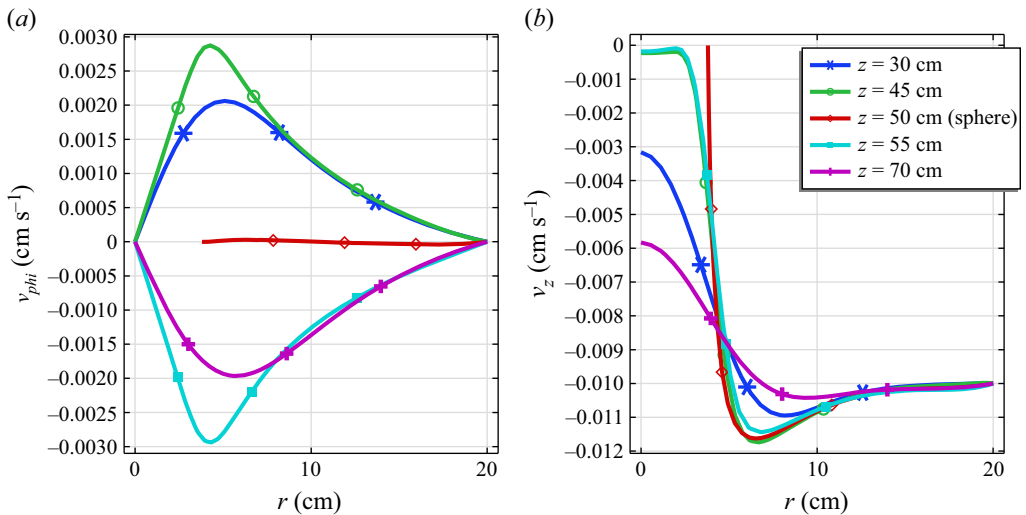 (a)
0.0030
0.0025
0.0020
0.0015
0.0010
0.0005
0
–0.0005
–0.0010
–0.0015
–0.0020
–0.0025
–0.0030
v_phi (cm s⁻¹)
0 10 20
r (cm)
(b)
0
–0.001
–0.002
–0.003
–0.004
–0.005
–0.006
–0.007
–0.008
–0.009
–0.010
–0.011
–0.012
v_z (cm s⁻¹)
0 10 20
r (cm)
z = 30 cm
z = 45 cm
z = 50 cm (sphere)
z = 55 cm
z = 70 cm